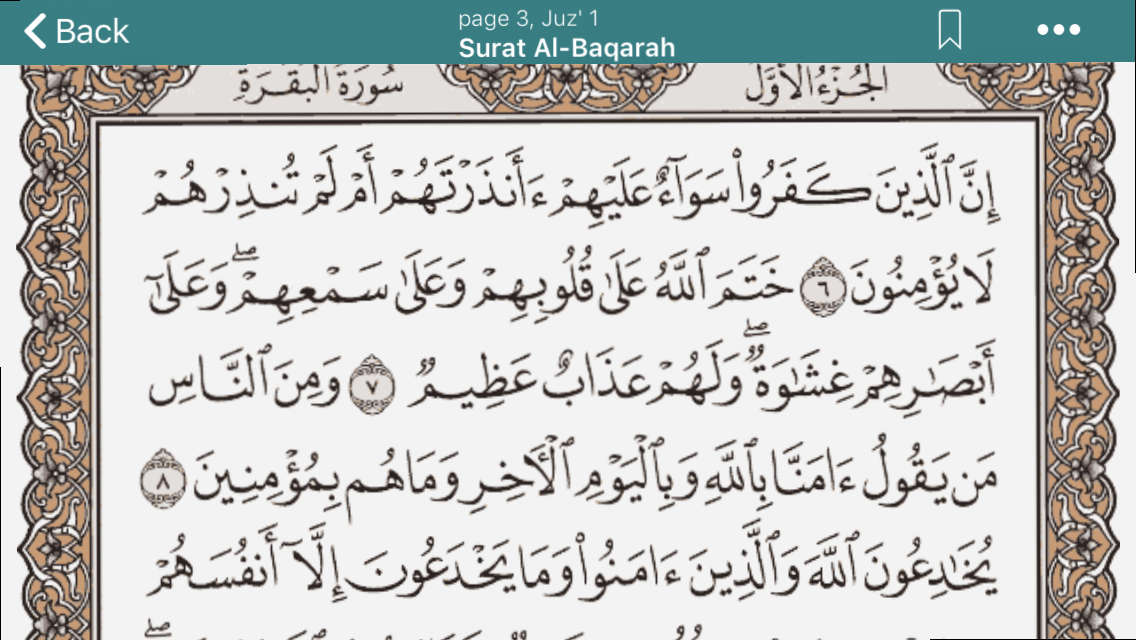 Back
page 3, Juz' 1
Surat Al-Baqarah
سُورَةُ البَقَرَةِ
الجُزْءُ الأَوَّل
إِنَّ ٱلَّذِينَ كَفَرُوا۟ سَوَآءٌ عَلَيْهِمْ ءَأَنذَرْتَهُمْ أَمْ لَمْ تُنذِرْهُمْ
لَا يُؤْمِنُونَ ٦ خَتَمَ ٱللَّهُ عَلَىٰ قُلُوبِهِمْ وَعَلَىٰ سَمْعِهِمْ ۖ وَعَلَىٰٓ
أَبْصَـٰرِهِمْ غِشَـٰوَةٌ ۖ وَلَهُمْ عَذَابٌ عَظِيمٌ ٧ وَمِنَ ٱلنَّاسِ
مَن يَقُولُ ءَامَنَّا بِٱللَّهِ وَبِٱلْيَوْمِ ٱلْـَٔاخِرِ وَمَا هُم بِمُؤْمِنِينَ ٨
يُخَـٰدِعُونَ ٱللَّهَ وَٱلَّذِينَ ءَامَنُوا۟ وَمَا يَخْدَعُونَ إِلَّآ أَنفُسَهُمْ